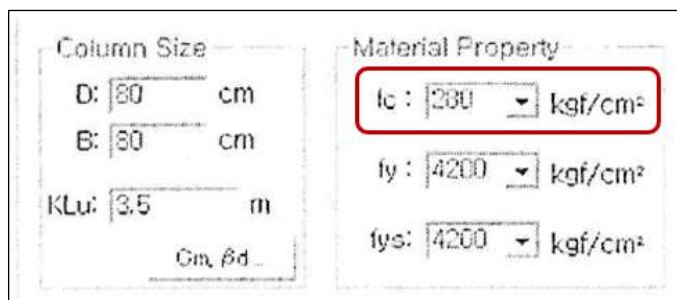 Column Size
D: 80 cm
B: 80 cm
KLu: 3.5 m
Cm, βd...
Material Property
fc : 280 kgf/cm²
fy : 4200 kgf/cm²
fys: 4200 kgf/cm²